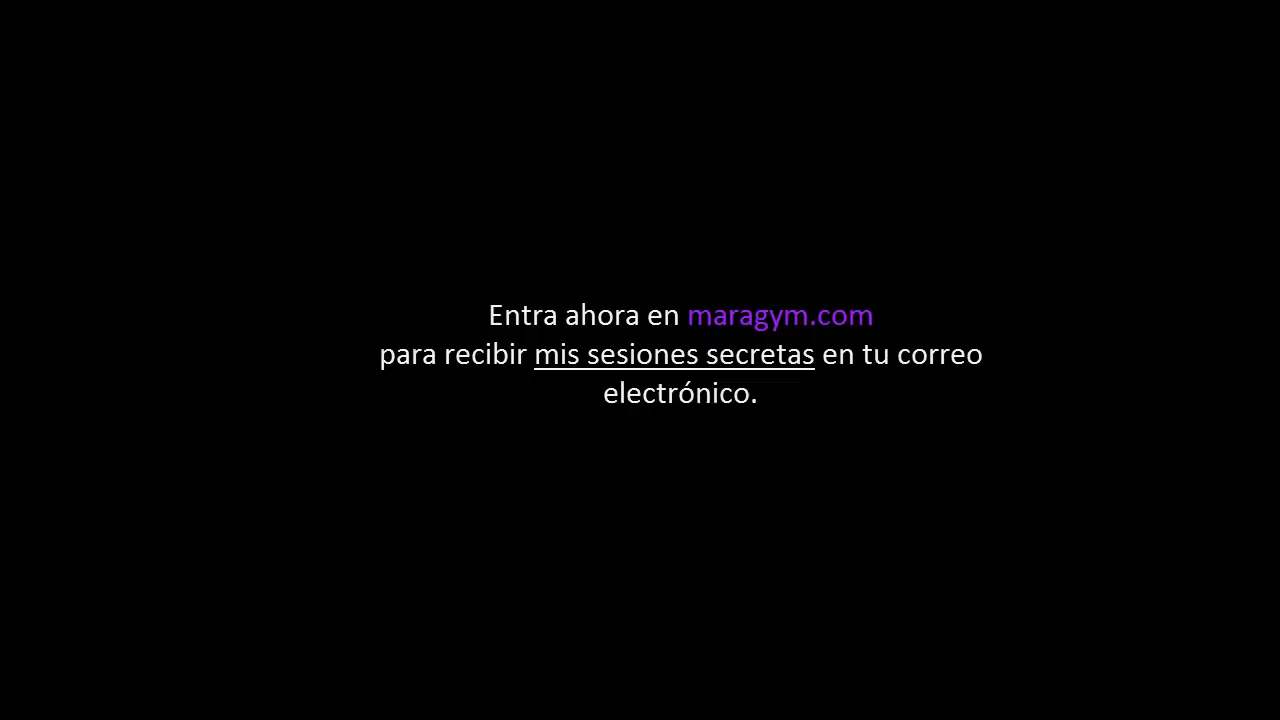 Entra ahora en maragym.com
para recibir mis sesiones secretas en tu correo
electrónico.